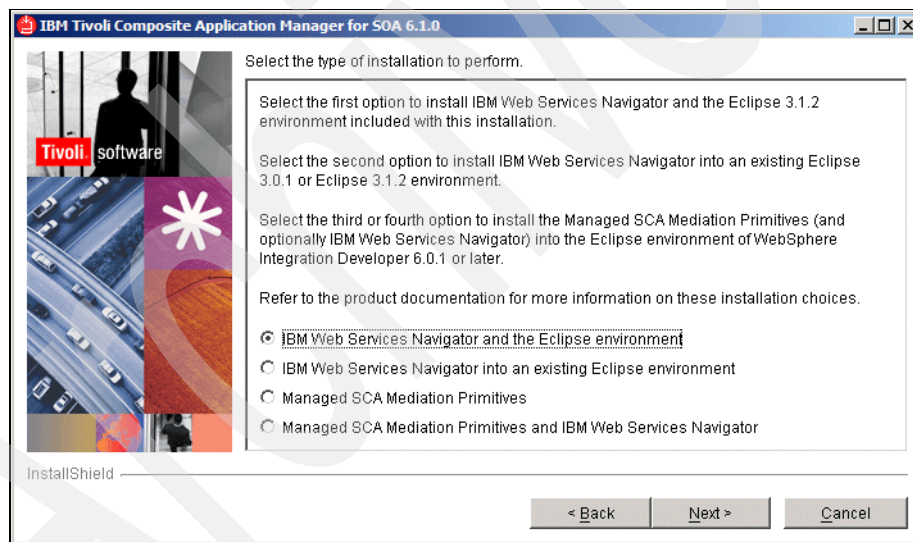 IBM Tivoli Composite Application Manager for SOA 6.1.0
Select the type of installation to perform.
Tivoli. software
Select the first option to install IBM Web Services Navigator and the Eclipse 3.1.2
environment included with this installation.
Select the second option to install IBM Web Services Navigator into an existing Eclipse
3.0.1 or Eclipse 3.1.2 environment.
Select the third or fourth option to install the Managed SCA Mediation Primitives (and
optionally IBM Web Services Navigator) into the Eclipse environment of WebSphere
Integration Developer 6.0.1 or later.
Refer to the product documentation for more information on these installation choices.
IBM Web Services Navigator and the Eclipse environment
IBM Web Services Navigator into an existing Eclipse environment
Managed SCA Mediation Primitives
Managed SCA Mediation Primitives and IBM Web Services Navigator
InstallShield
< Back
Next >
Cancel